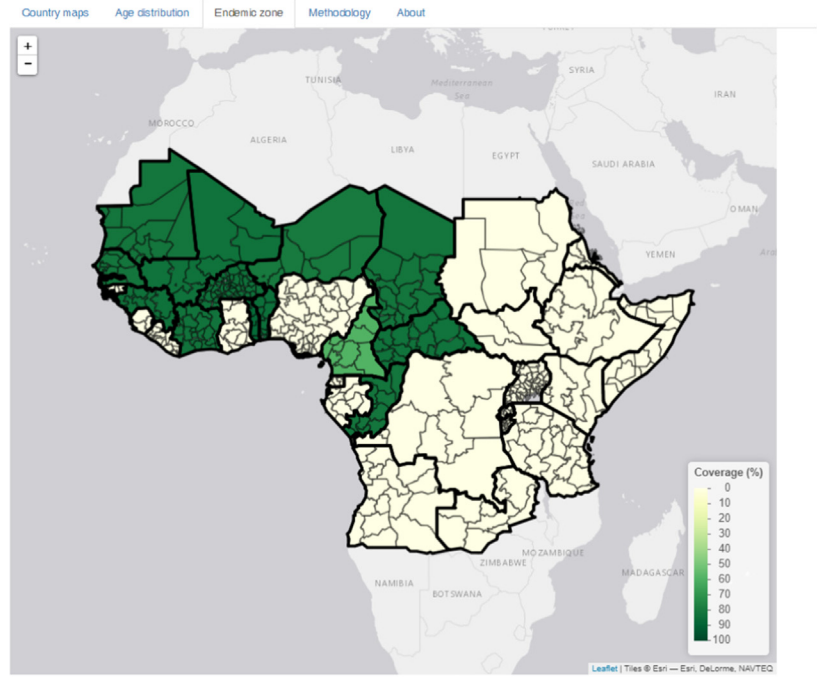 Country maps Age distribution Endemic zone Methodology About
+
−
TUNISIA
Mediterranean
Sea
SYRIA
IRAN
MOROCCO
ALGERIA
LIBYA
EGYPT
SAUDI ARABIA
OMAN
YEMEN
Coverage (%)
0
10
20
30
40
50
60
70
80
90
100
MOZAMBIQUE
ZIMBABWE
MADAGASCAR
NAMIBIA
BOTSWANA
Leaflet | Tiles © Esri — Esri, DeLorme, NAVTEQ